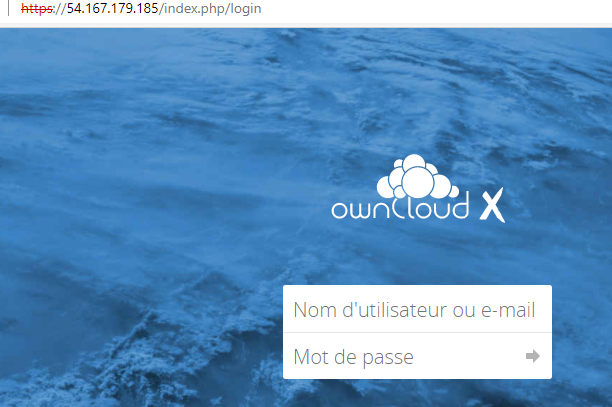 https://54.167.179.185/index.php/login
ownCloud X
Nom d'utilisateur ou e-mail
Mot de passe